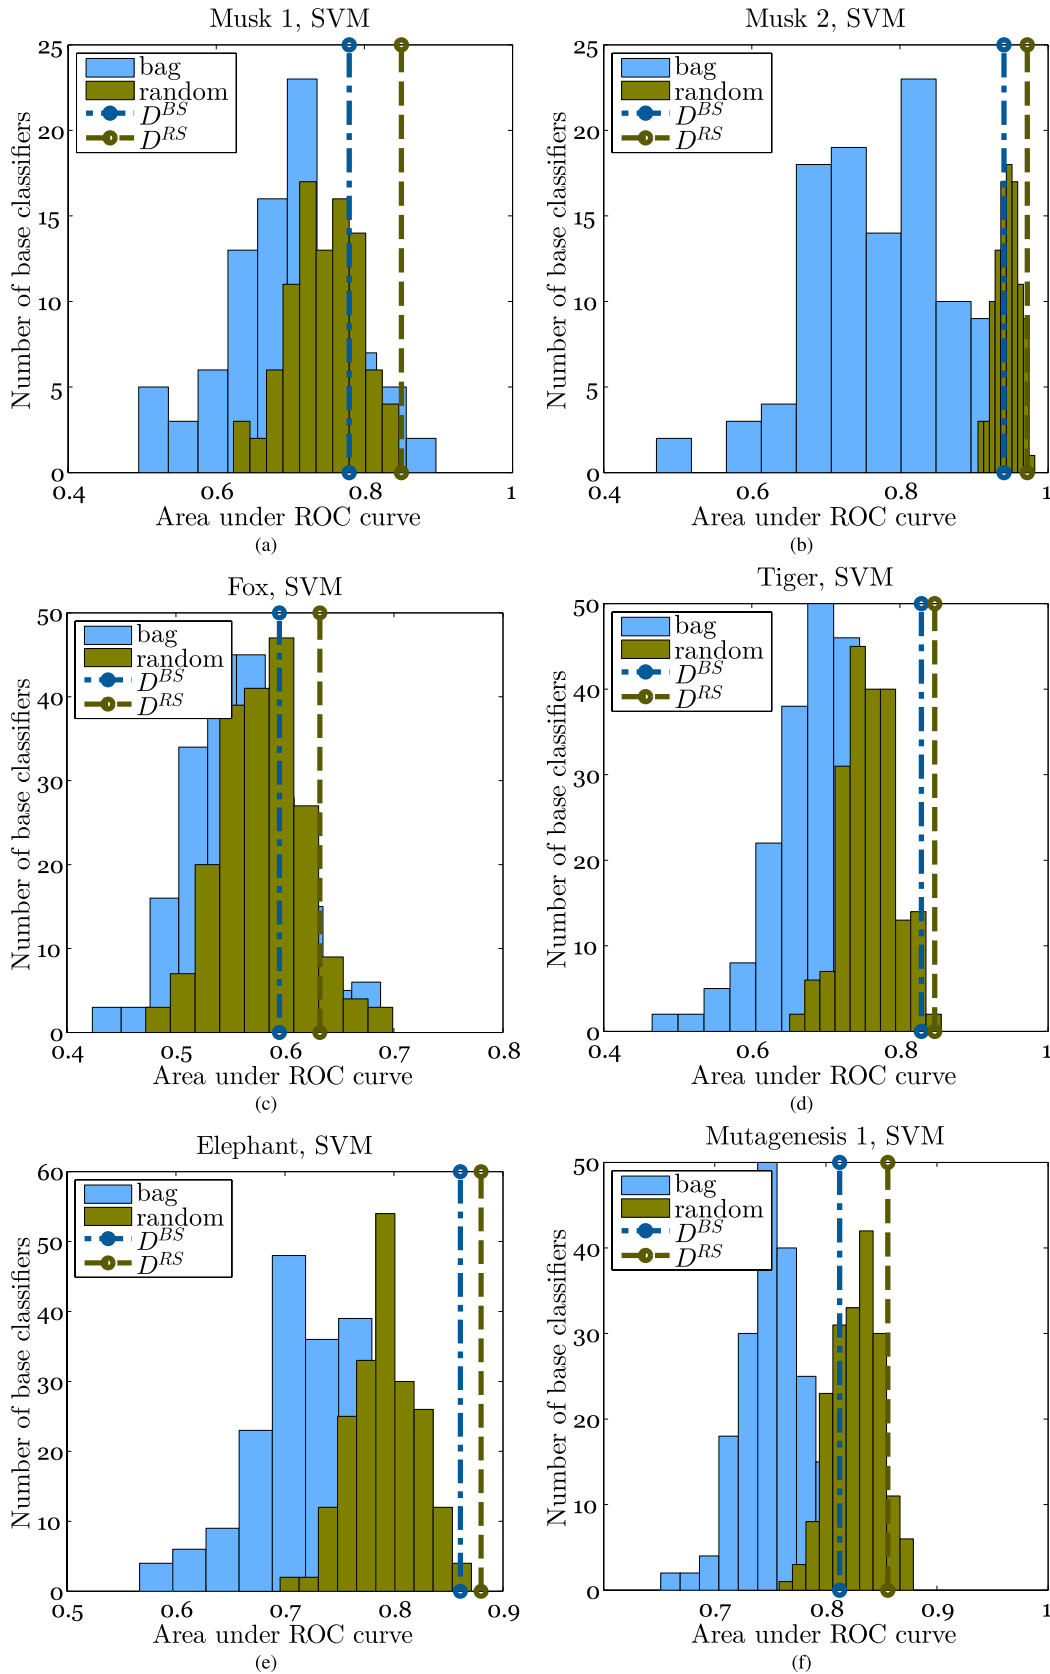 Musk 1, SVM
25
20
15
10
5
0
0.4
0.6
0.8
1
Number of base classifiers
Area under ROC curve
bag
random
D^BS
D^RS
(a)
Musk 2, SVM
25
20
15
10
5
0
0.4
0.6
0.8
1
Number of base classifiers
Area under ROC curve
bag
random
D^BS
D^RS
(b)
Fox, SVM
50
40
30
20
10
0
0.4
0.5
0.6
0.7
0.8
Number of base classifiers
Area under ROC curve
bag
random
D^BS
D^RS
(c)
Tiger, SVM
50
40
30
20
10
0
0.4
0.6
0.8
1
Number of base classifiers
Area under ROC curve
bag
random
D^BS
D^RS
(d)
Elephant, SVM
60
50
40
30
20
10
0
0.5
0.6
0.7
0.8
0.9
Number of base classifiers
Area under ROC curve
bag
random
D^BS
D^RS
(e)
Mutagenesis 1, SVM
50
40
30
20
10
0
0.7
0.8
0.9
1
Number of base classifiers
Area under ROC curve
bag
random
D^BS
D^RS
(f)